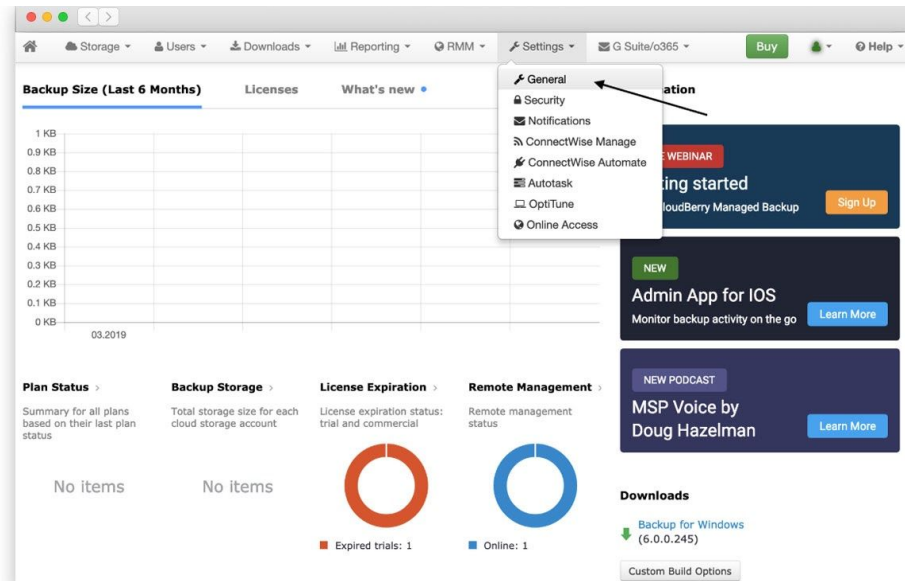 Storage Users Downloads Reporting RMM Settings G Suite/o365 Buy Help
Backup Size (Last 6 Months) Licenses What's new
General
Security
Notifications
ConnectWise Manage
ConnectWise Automate
Autotask
OptiTune
Online Access
1 KB
0.9 KB
0.8 KB
0.7 KB
0.6 KB
0.5 KB
0.4 KB
0.3 KB
0.2 KB
0.1 KB
0 KB
03.2019
WEBINAR
started
Managed Backup
Sign Up
NEW
Admin App for IOS
Monitor backup activity on the go
Learn More
NEW PODCAST
MSP Voice by
Doug Hazelman
Learn More
Plan Status
Summary for all plans
based on their last plan
status
No items
Backup Storage
Total storage size for each
cloud storage account
No items
License Expiration
License expiration status:
trial and commercial
Expired trials: 1
Remote Management
Remote management
status
Online: 1
Downloads
Backup for Windows
(6.0.0.245)
Custom Build Options